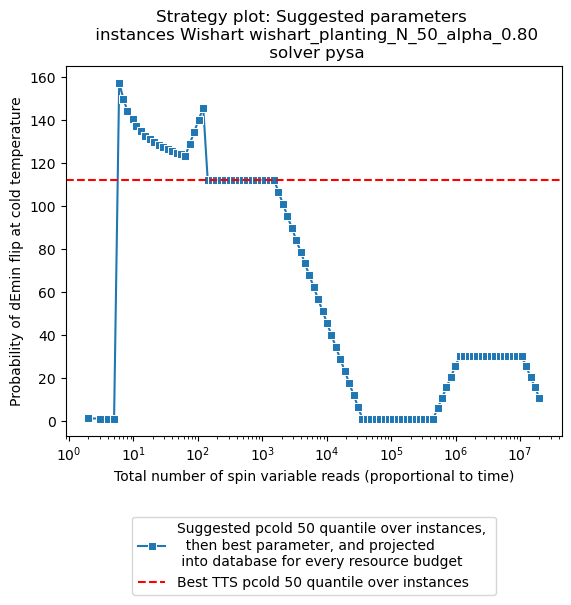 Strategy plot: Suggested parameters
instances Wishart wishart_planting_N_50_alpha_0.80
solver pysa
160
140
120
100
80
60
40
20
0
Probability of dEmin flip at cold temperature
10^0 10^1 10^2 10^3 10^4 10^5 10^6 10^7
Total number of spin variable reads (proportional to time)
Suggested pcold 50 quantile over instances,
then best parameter, and projected
into database for every resource budget
Best TTS pcold 50 quantile over instances